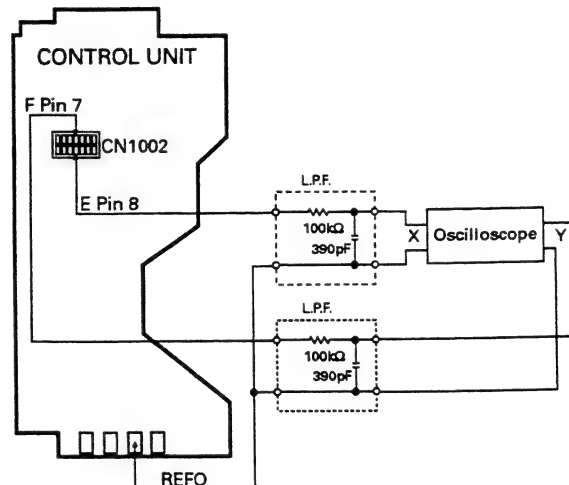 CONTROL UNIT
F Pin 7
CN1002
E Pin 8
L.P.F.
100kΩ
390pF
X
Oscilloscope
Y
L.P.F.
100kΩ
390pF
REFO